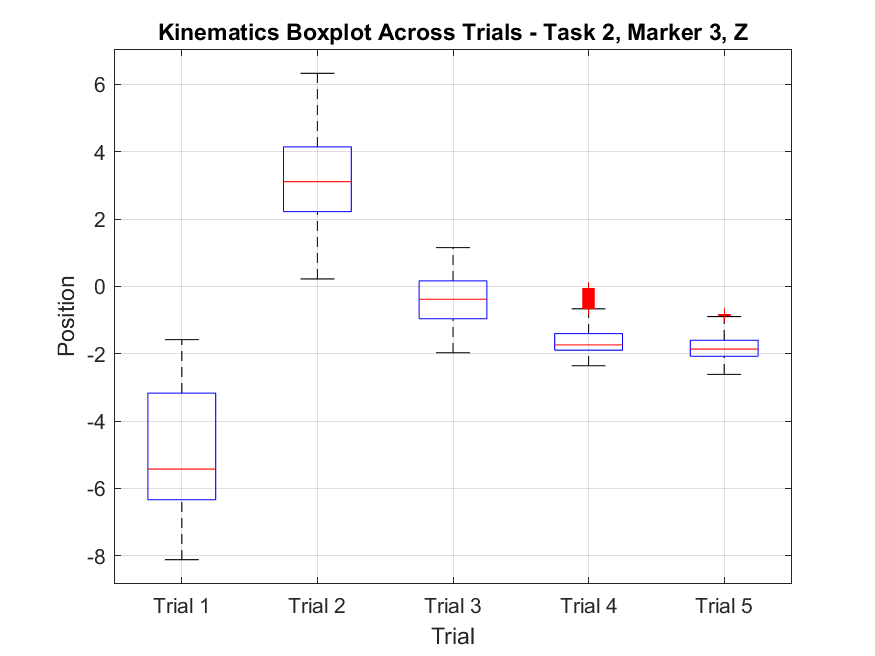 Kinematics Boxplot Across Trials - Task 2, Marker 3, Z
6
4
2
0
-2
-4
-6
-8
Position
Trial 1 Trial 2 Trial 3 Trial 4 Trial 5
Trial